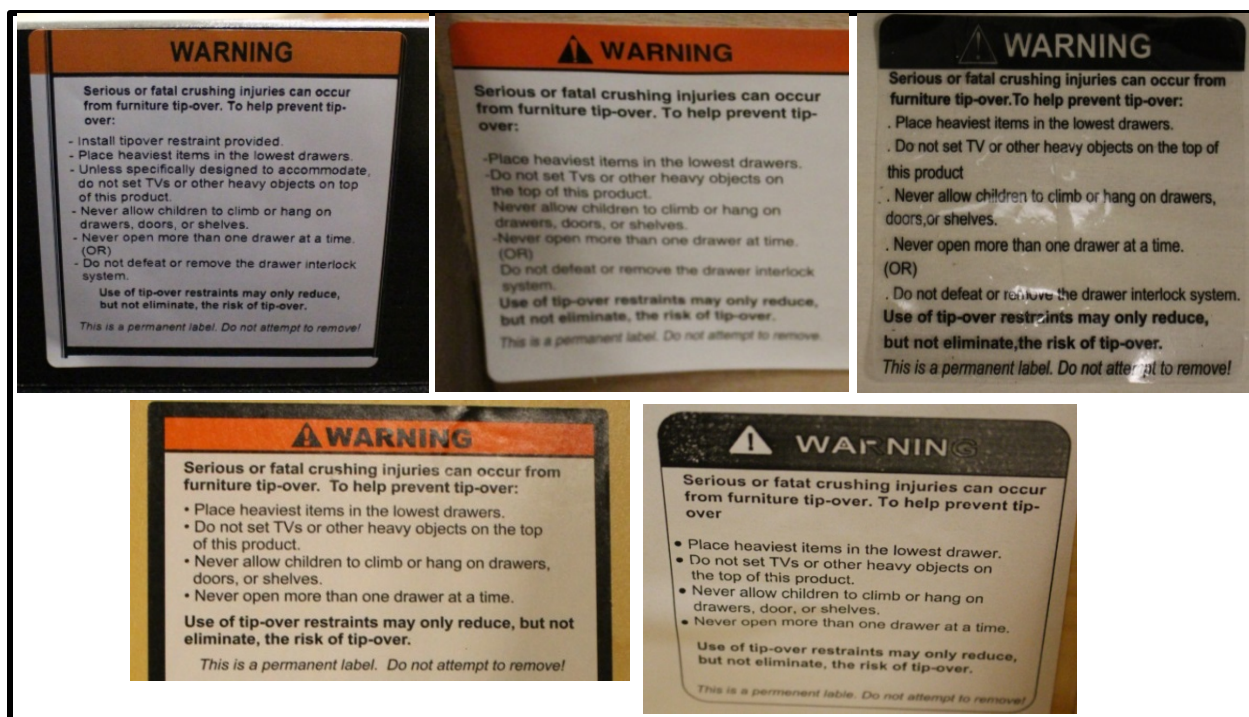 WARNING
Serious or fatal crushing injuries can occur
from furniture tip-over. To help prevent tip-
over:
- Install tipover restraint provided.
- Place heaviest items in the lowest drawers.
- Unless specifically designed to accommodate,
do not set TVs or other heavy objects on top
of this product.
- Never allow children to climb or hang on
drawers, doors, or shelves.
- Never open more than one drawer at a time.
(OR)
- Do not defeat or remove the drawer interlock
system.
Use of tip-over restraints may only reduce,
but not eliminate, the risk of tip-over.
This is a permanent label. Do not attempt to remove!
WARNING
Serious or fatal crushing injuries can occur
from furniture tip-over. To help prevent tip-
over:
-Place heaviest items in the lowest drawers.
-Do not set Tvs or other heavy objects on
the top of this product.
Never allow children to climb or hang on
drawers, doors, or shelves.
-Never open more than one drawer at time.
(OR)
Do not defeat or remove the drawer interlock
system.
Use of tip-over restraints may only reduce,
but not eliminate, the risk of tip-over.
This is a permanent label. Do not attempt to remove.
WARNING
Serious or fatal crushing injuries can occur from
furniture tip-over.To help prevent tip-over:
. Place heaviest items in the lowest drawers.
. Do not set TV or other heavy objects on the top of
this product
. Never allow children to climb or hang on drawers,
doors,or shelves.
. Never open more than one drawer at a time.
(OR)
. Do not defeat or remove the drawer interlock system.
Use of tip-over restraints may only reduce,
but not eliminate,the risk of tip-over.
This is a permanent label. Do not attempt to remove!
WARNING
Serious or fatal crushing injuries can occur from
furniture tip-over. To help prevent tip-over:
• Place heaviest items in the lowest drawers.
• Do not set TVs or other heavy objects on the top
of this product.
• Never allow children to climb or hang on drawers,
doors, or shelves.
• Never open more than one drawer at a time.
Use of tip-over restraints may only reduce, but not
eliminate, the risk of tip-over.
This is a permanent label. Do not attempt to remove!
WARNING
Serious or fatat crushing injuries can occur
from furniture tip-over. To help prevent tip-
over
• Place heaviest items in the lowest drawer.
• Do not set TVs or other heavy objects on
the top of this product.
• Never allow children to climb or hang on
drawers, door, or shelves.
• Never open more than one drawer at a time.
Use of tip-over restraints may only reduce,
but not eliminate, the risk of tip-over.
This is a permenent lable. Do not attempt to remove!